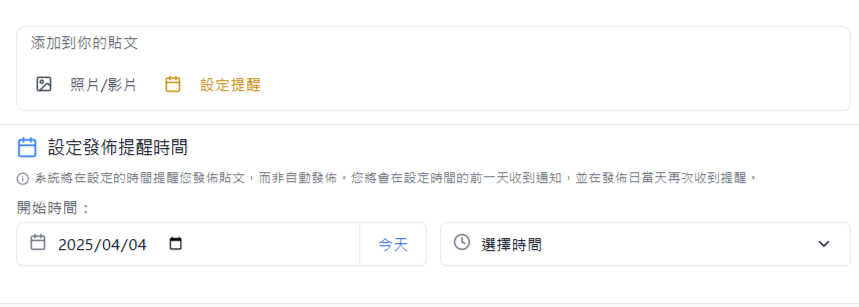 添加到你的貼文
照片/影片 設定提醒
設定發佈提醒時間
系統將在設定的時間提醒您發佈貼文，而非自動發佈。您將會在設定時間的前一天收到通知，並在發佈日當天再次收到提醒。
開始時間：
2025/04/04 今天 選擇時間